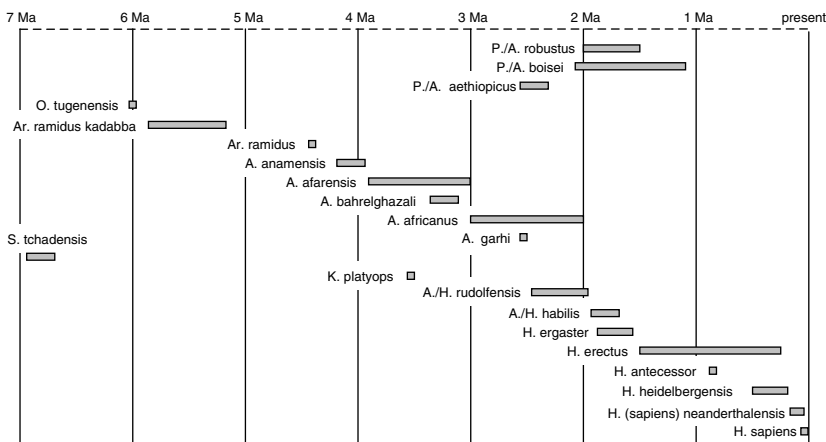 7 Ma 6 Ma 5 Ma 4 Ma 3 Ma 2 Ma 1 Ma present
P./A. robustus
P./A. boisei
P./A. aethiopicus
O. tugenensis
Ar. ramidus kadabba
Ar. ramidus
A. anamensis
A. afarensis
A. bahrelghazali
A. africanus
A. garhi
S. tchadensis
K. platyops
A./H. rudolfensis
A./H. habilis
H. ergaster
H. erectus
H. antecessor
H. heidelbergensis
H. (sapiens) neanderthalensis
H. sapiens